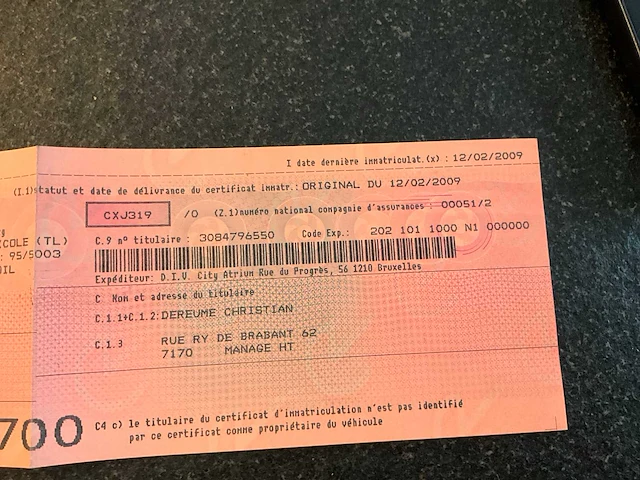 I date dernière immatriculat.(x) : 12/02/2009
(I.1)statut et date de délivrance du certificat immatr.: ORIGINAL DU 12/02/2009
CXJ319 /0 (Z.1)numéro national compagnie d'assurances : 00051/2
COLE (TL)
: 95/5003
C.9 nº titulaire : 3084796550 Code Exp.: 202 101 1000 N1 000000
Expéditeur: D.I.V. City Atrium Rue du Progrès, 56 1210 Bruxelles
C Nom et adresse du titulaire
C.1.1+C.1.2: DEREUME CHRISTIAN
C.1.3 RUE RY DE BRABANT 62
7170 MANAGE HT
700
C4 c) le titulaire du certificat d'immatriculation n'est pas identifié
par ce certificat comme propriétaire du véhicule